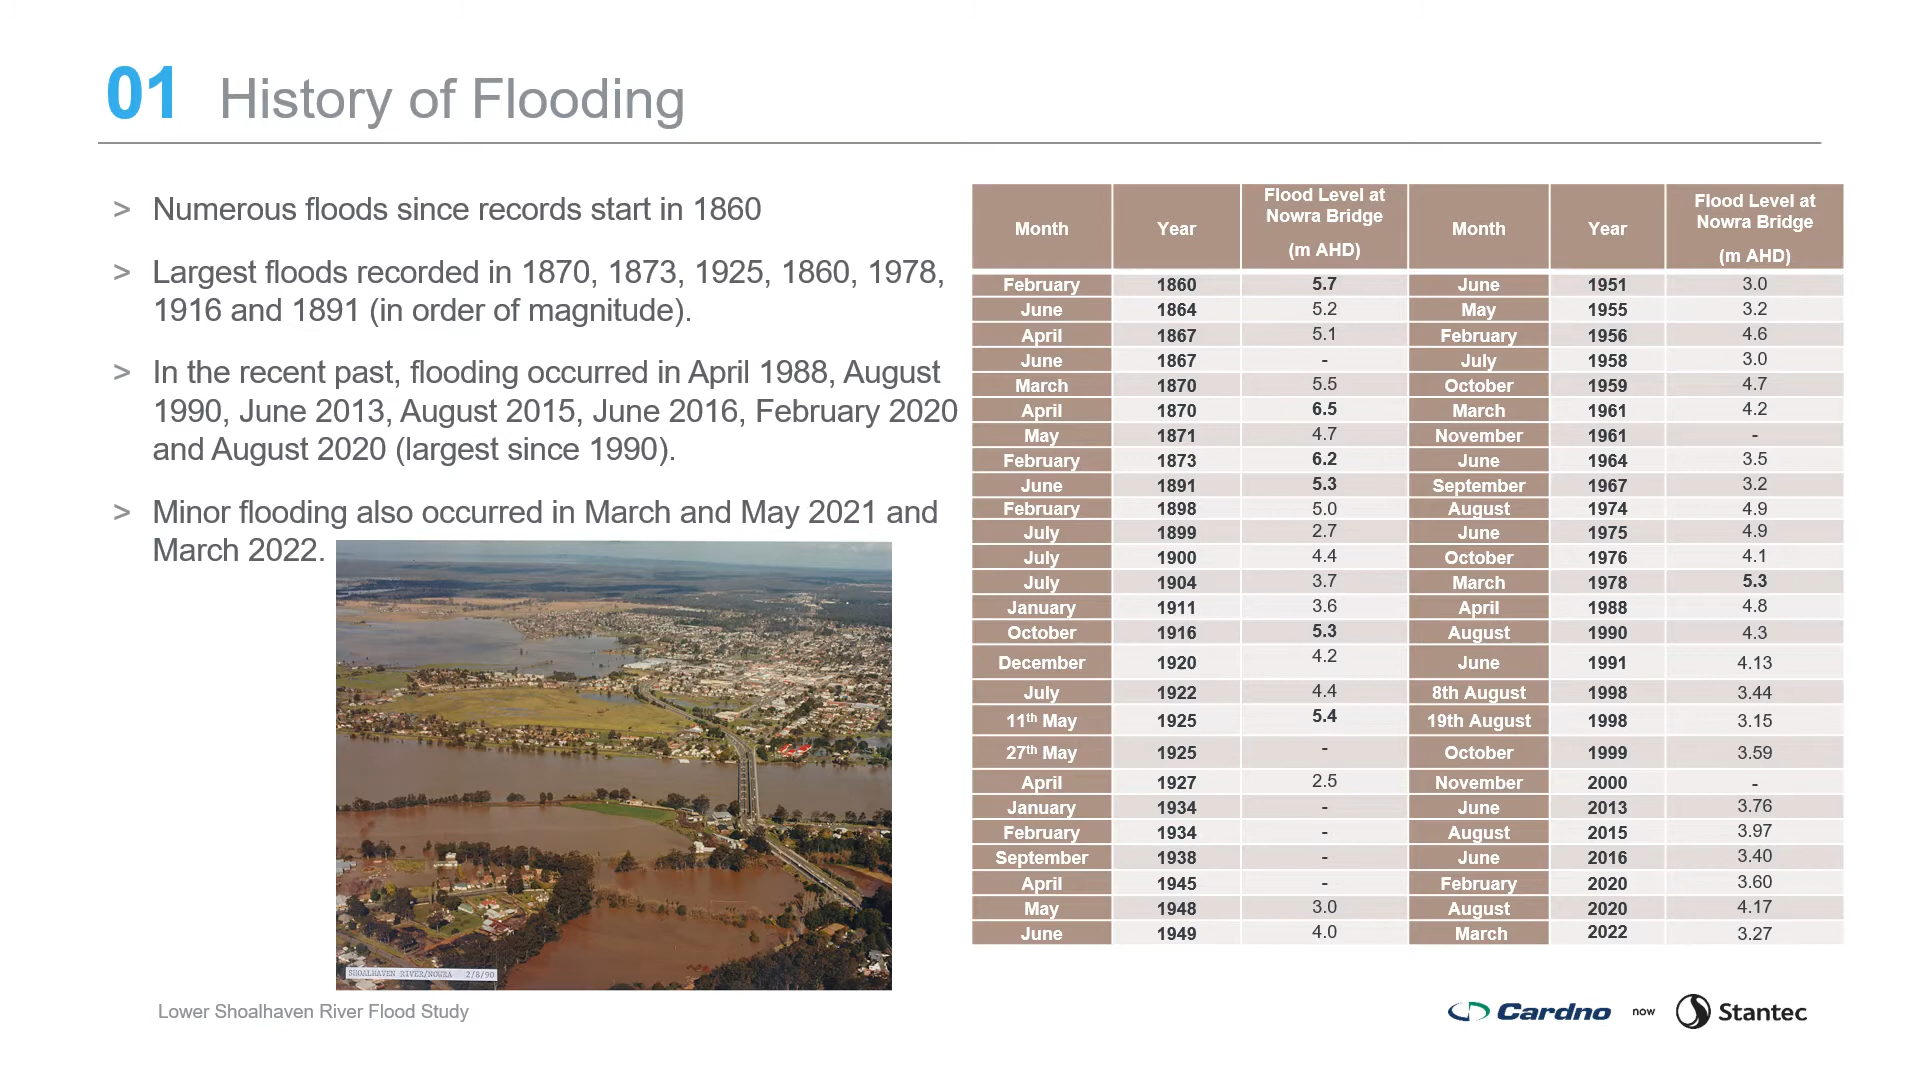 01 History of Flooding
> Numerous floods since records start in 1860
> Largest floods recorded in 1870, 1873, 1925, 1860, 1978,
1916 and 1891 (in order of magnitude).
> In the recent past, flooding occurred in April 1988, August
1990, June 2013, August 2015, June 2016, February 2020
and August 2020 (largest since 1990).
> Minor flooding also occurred in March and May 2021 and
March 2022.
SHOALHAVEN RIVER/NOWRA 2/8/90
Month Year Flood Level at Nowra Bridge (m AHD) Month Year Flood Level at Nowra Bridge (m AHD)
February 1860 5.7 June 1951 3.0
June 1864 5.2 May 1955 3.2
April 1867 5.1 February 1956 4.6
June 1867 - July 1958 3.0
March 1870 5.5 October 1959 4.7
April 1870 6.5 March 1961 4.2
May 1871 4.7 November 1961 -
February 1873 6.2 June 1964 3.5
June 1891 5.3 September 1967 3.2
February 1898 5.0 August 1974 4.9
July 1899 2.7 June 1975 4.9
July 1900 4.4 October 1976 4.1
July 1904 3.7 March 1978 5.3
January 1911 3.6 April 1988 4.8
October 1916 5.3 August 1990 4.3
December 1920 4.2 June 1991 4.13
July 1922 4.4 8th August 1998 3.44
11th May 1925 5.4 19th August 1998 3.15
27th May 1925 - October 1999 3.59
April 1927 2.5 November 2000 -
January 1934 - June 2013 3.76
February 1934 - August 2015 3.97
September 1938 - June 2016 3.40
April 1945 - February 2020 3.60
May 1948 3.0 August 2020 4.17
June 1949 4.0 March 2022 3.27
Lower Shoalhaven River Flood Study
Cardno now Stantec